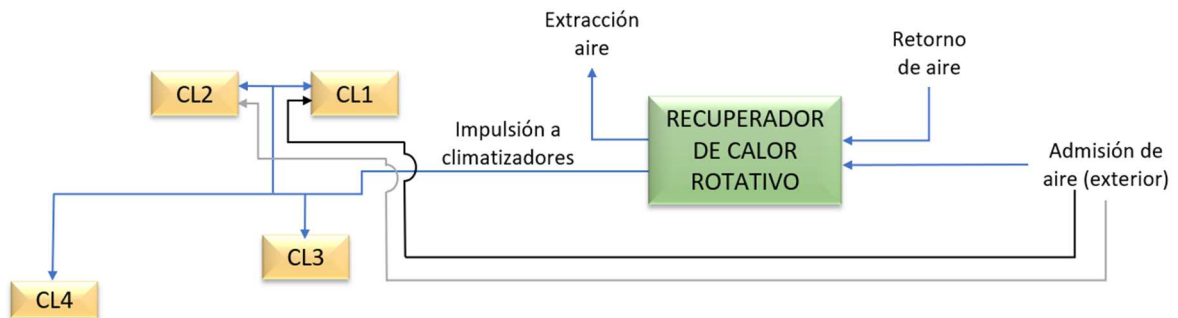 Extracción
aire
Retorno
de aire
CL2
CL1
Impulsión a
climatizadores
RECUPERADOR
DE CALOR
ROTATIVO
Admisión de
aire (exterior)
CL3
CL4